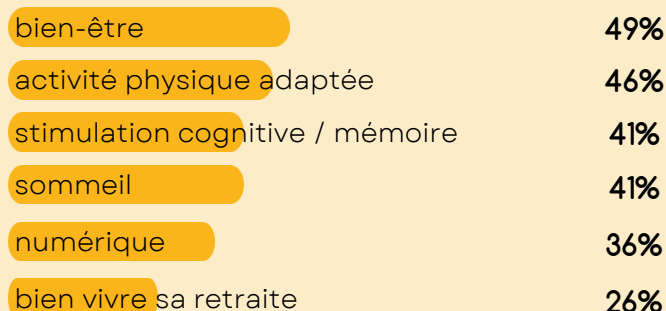 bien-être 49%
activité physique adaptée 46%
stimulation cognitive / mémoire 41%
sommeil 41%
numérique 36%
bien vivre sa retraite 26%